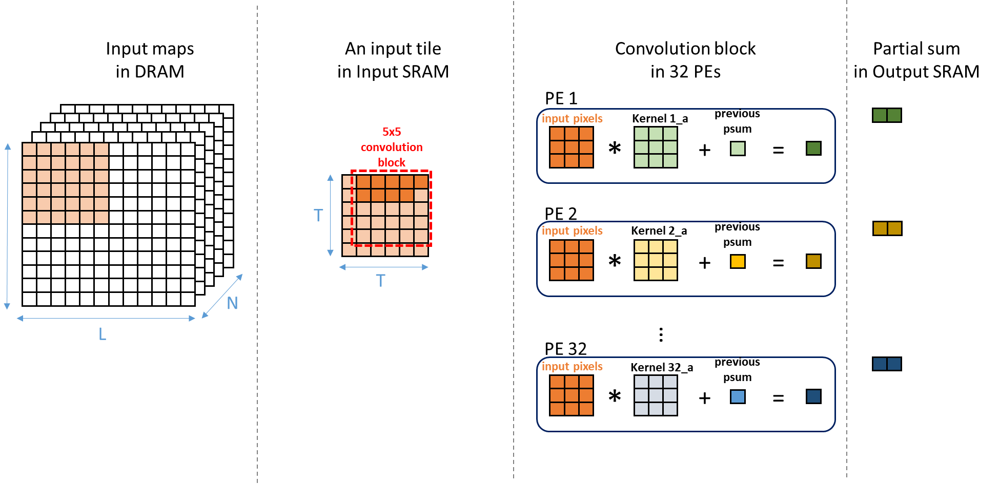 Input maps
in DRAM
L
N
An input tile
in Input SRAM
5x5
convolution
block
T
T
Convolution block
in 32 PEs
PE 1
input pixels
Kernel 1_a
previous
psum
*
+
=
PE 2
input pixels
Kernel 2_a
previous
psum
*
+
=
⋮
PE 32
input pixels
Kernel 32_a
previous
psum
*
+
=
Partial sum
in Output SRAM